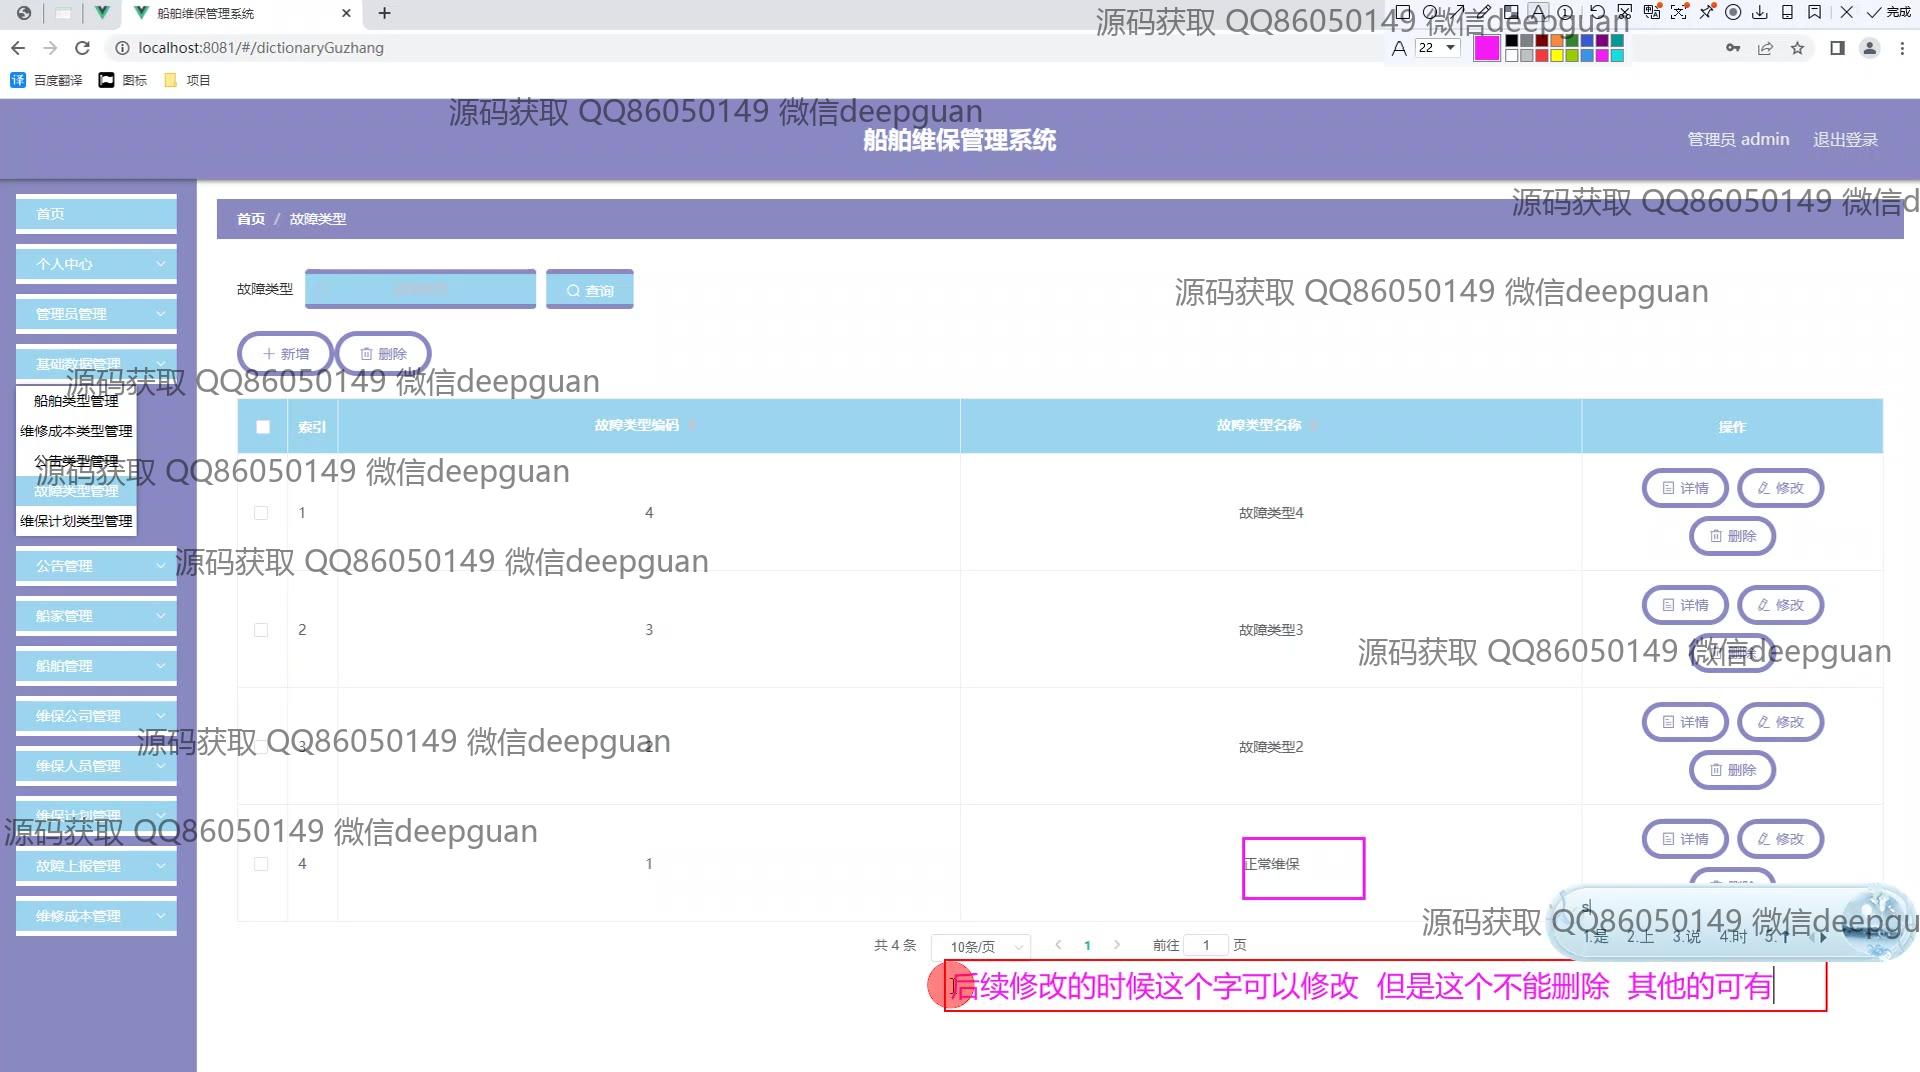 船舶维保管理系统
源码获取 QQ86050149 微信deepguan
完成
localhost:8081/#/dictionaryGuzhang
A 22
百度翻译 图标 项目
源码获取 QQ86050149 微信deepguan
船舶维保管理系统
管理员 admin 退出登录
源码获取 QQ86050149 微信d
首页
首页 / 故障类型
个人中心
故障类型 查询
源码获取 QQ86050149 微信deepguan
管理员管理
新增 删除
基础数据管理
源码获取 QQ86050149 微信deepguan
船舶类型管理
维修成本类型管理
公告类型管理
源码获取 QQ86050149 微信deepguan
故障类型管理
维保计划类型管理
索引 故障类型编码 故障类型名称 操作
1 4 故障类型4 详情 修改
删除
公告管理
源码获取 QQ86050149 微信deepguan
船家管理
2 3 故障类型3 详情 修改
删除
源码获取 QQ86050149 微信deepguan
船舶管理
维保公司管理
源码获取 QQ86050149 微信deepguan
3 2 故障类型2 详情 修改
删除
维保人员管理
维保计划管理
源码获取 QQ86050149 微信deepguan
故障上报管理
4 1 正常维保 详情 修改
维修成本管理
源码获取 QQ86050149 微信deepgu
s
1.是 2.上 3.说 4.时 5.↑
共 4 条 10条/页 1 前往 1 页
后续修改的时候这个字可以修改 但是这个不能删除 其他的可有